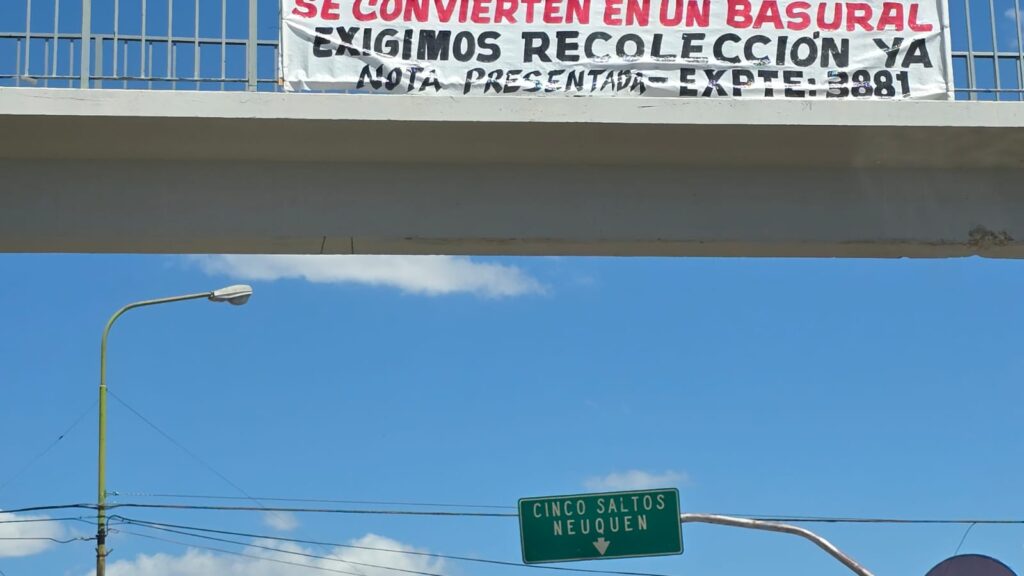 SE CONVIERTEN EN UN BASURAL
EXIGIMOS RECOLECCIÓN YA
NOTA PRESENTADA - EXPTE: 3881
CINCO SALTOS
NEUQUEN